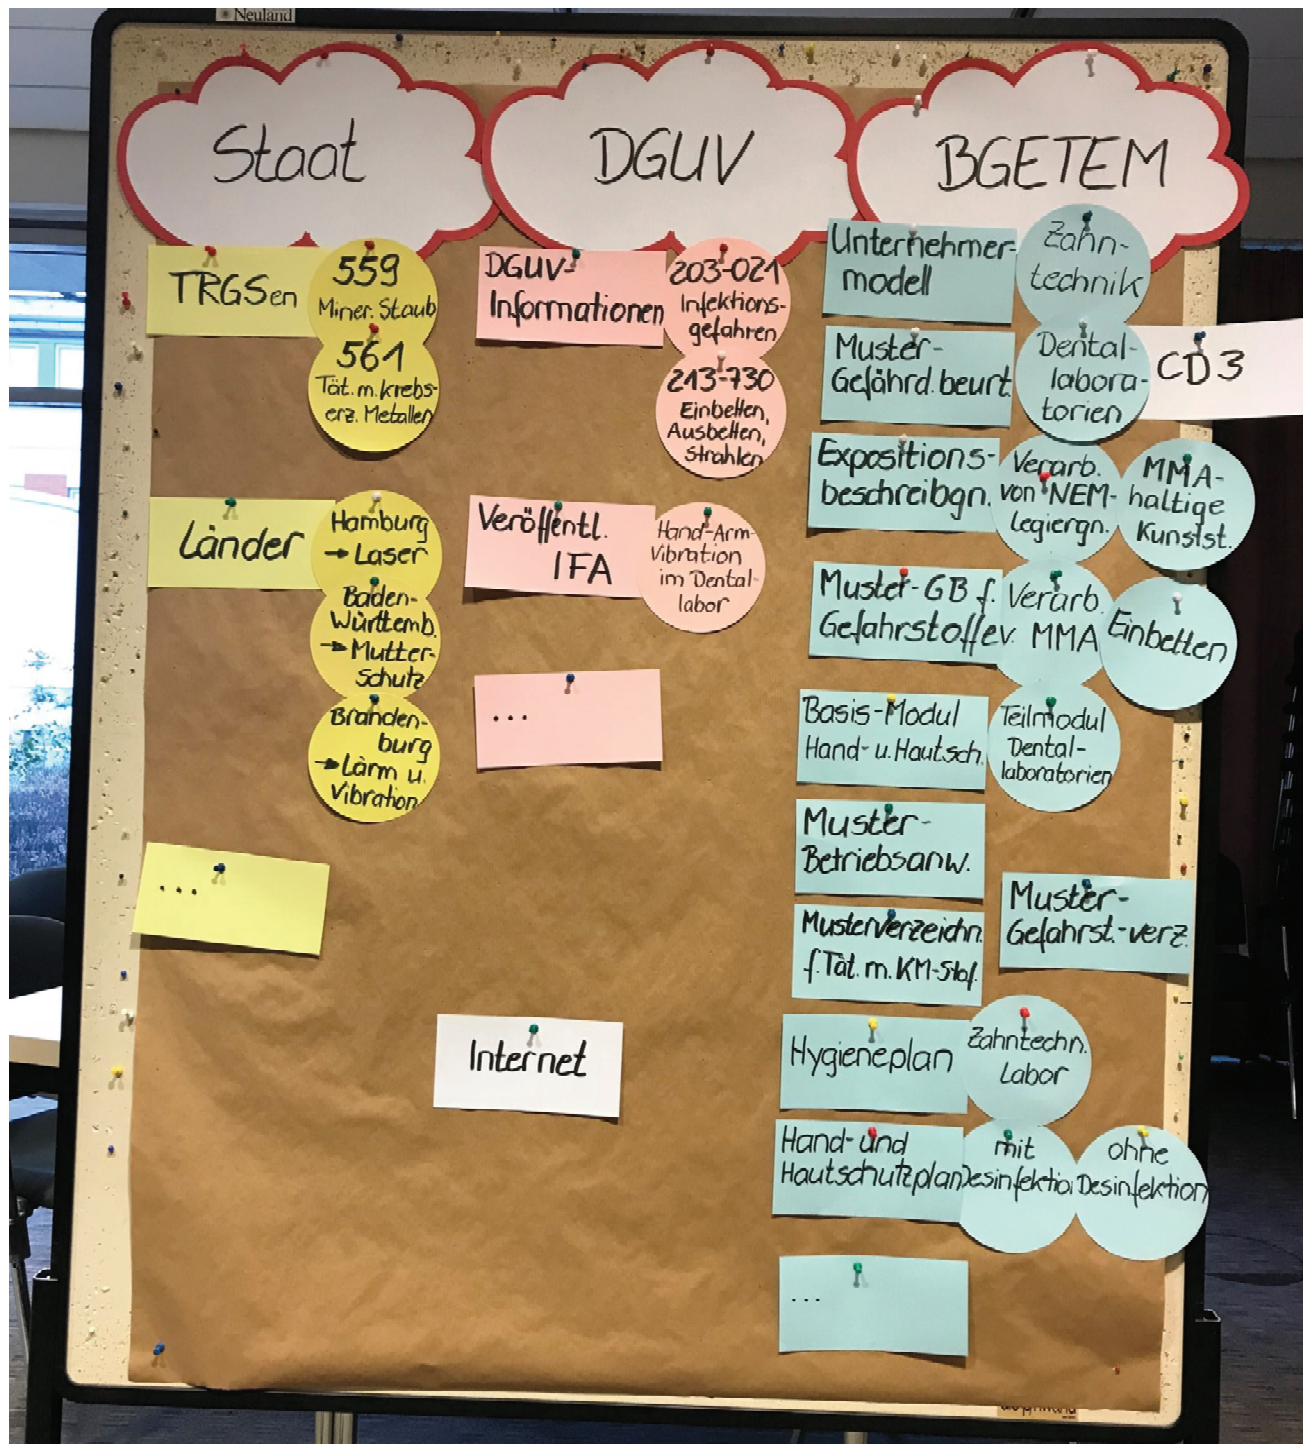 Neuland
Staat
TRGSen
559
Miner. Staub
561
Tät. m. krebs-
erz. Metallen
Länder
Hamburg
→ Laser
Baden-
Württemb.
→ Mutter-
schutz
Branden-
burg
→ Lärm u.
Vibration
...
DGUV
DGUV-
Informationen
203-021
Infektions-
gefahren
213-730
Einbetten,
Ausbetten,
Strahlen
Veröffentl.
IFA
Hand-Arm-
Vibration
im Dental-
labor
...
Internet
BGETEM
Unternehmer-
modell
Zahn-
technik
Muster-
Gefährd.beurt.
Dental-
labora-
torien
CD3
Expositions-
beschreibgn.
Verarb.
von NEM-
Legiergn.
MMA-
haltige
Kunstst.
Muster-GB f.
Gefahrstoffe
Verarb.
v. MMA
Einbetten
Basis-Modul
Hand- u. Hautsch.
Teilmodul
Dental-
laboratorien
Muster-
Betriebsanw.
Musterverzeichn.
f. Tät. m. KM-Stof.
Muster-
Gefahrst.-verz.
Hygieneplan
Zahntechn.
Labor
Hand- und
Hautschutzplan
mit
Desinfektion
ohne
Desinfektion
...